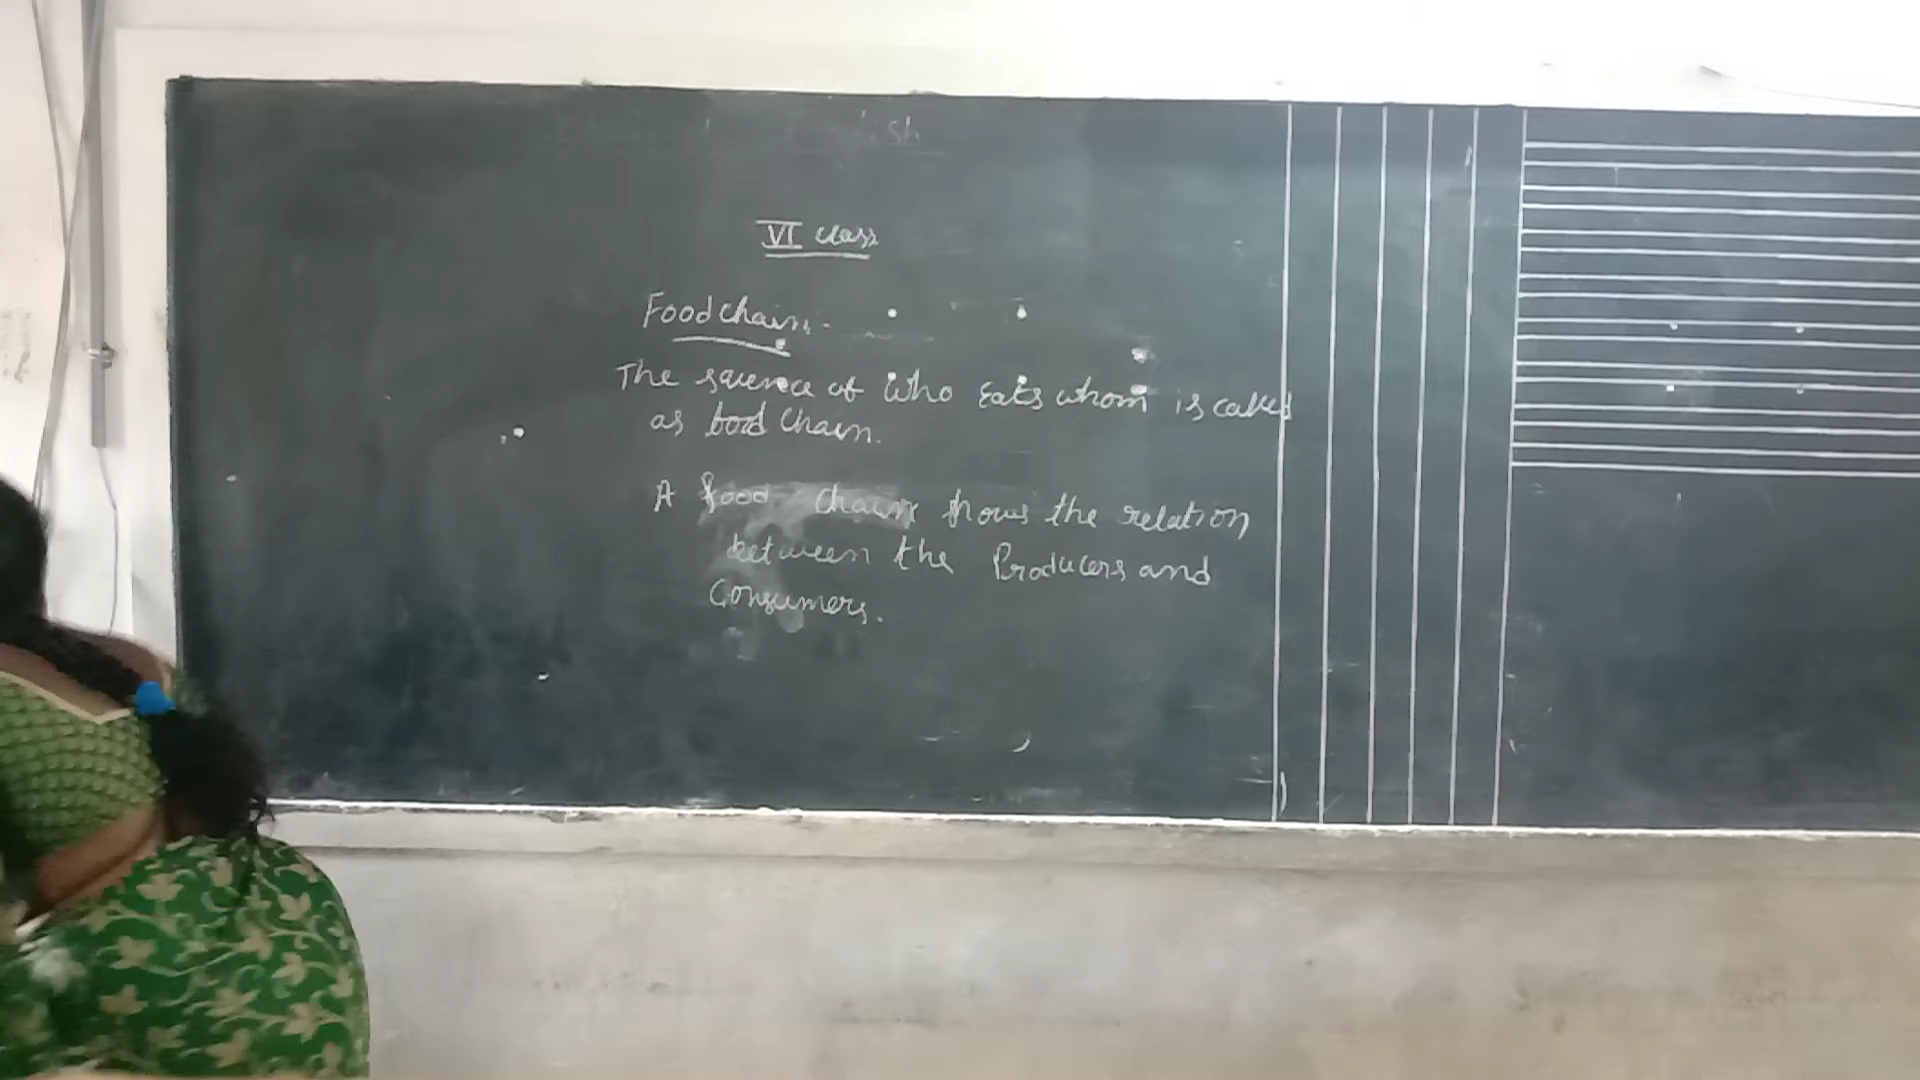 VI class
Food chain.
The science of who Eats whom is called
as food chain.
A food chain shows the relation
between the Producers and
Consumers.